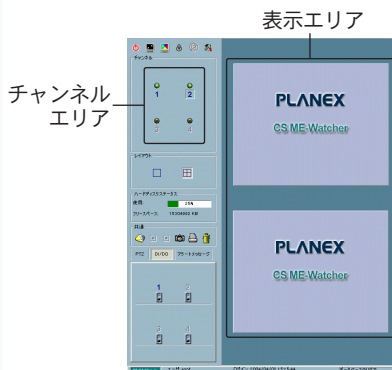 表示エリア
チャンネル
エリア
チャンネル
1
2
3
4
PLANEX
CS ME-Watcher
レイアウト
ハードディスクステータス
使用:
25%
フリースペース:
共通
PTZ
DI/DO
アラートメッセージ
1
2
3
4
PLANEX
CS ME-Watcher